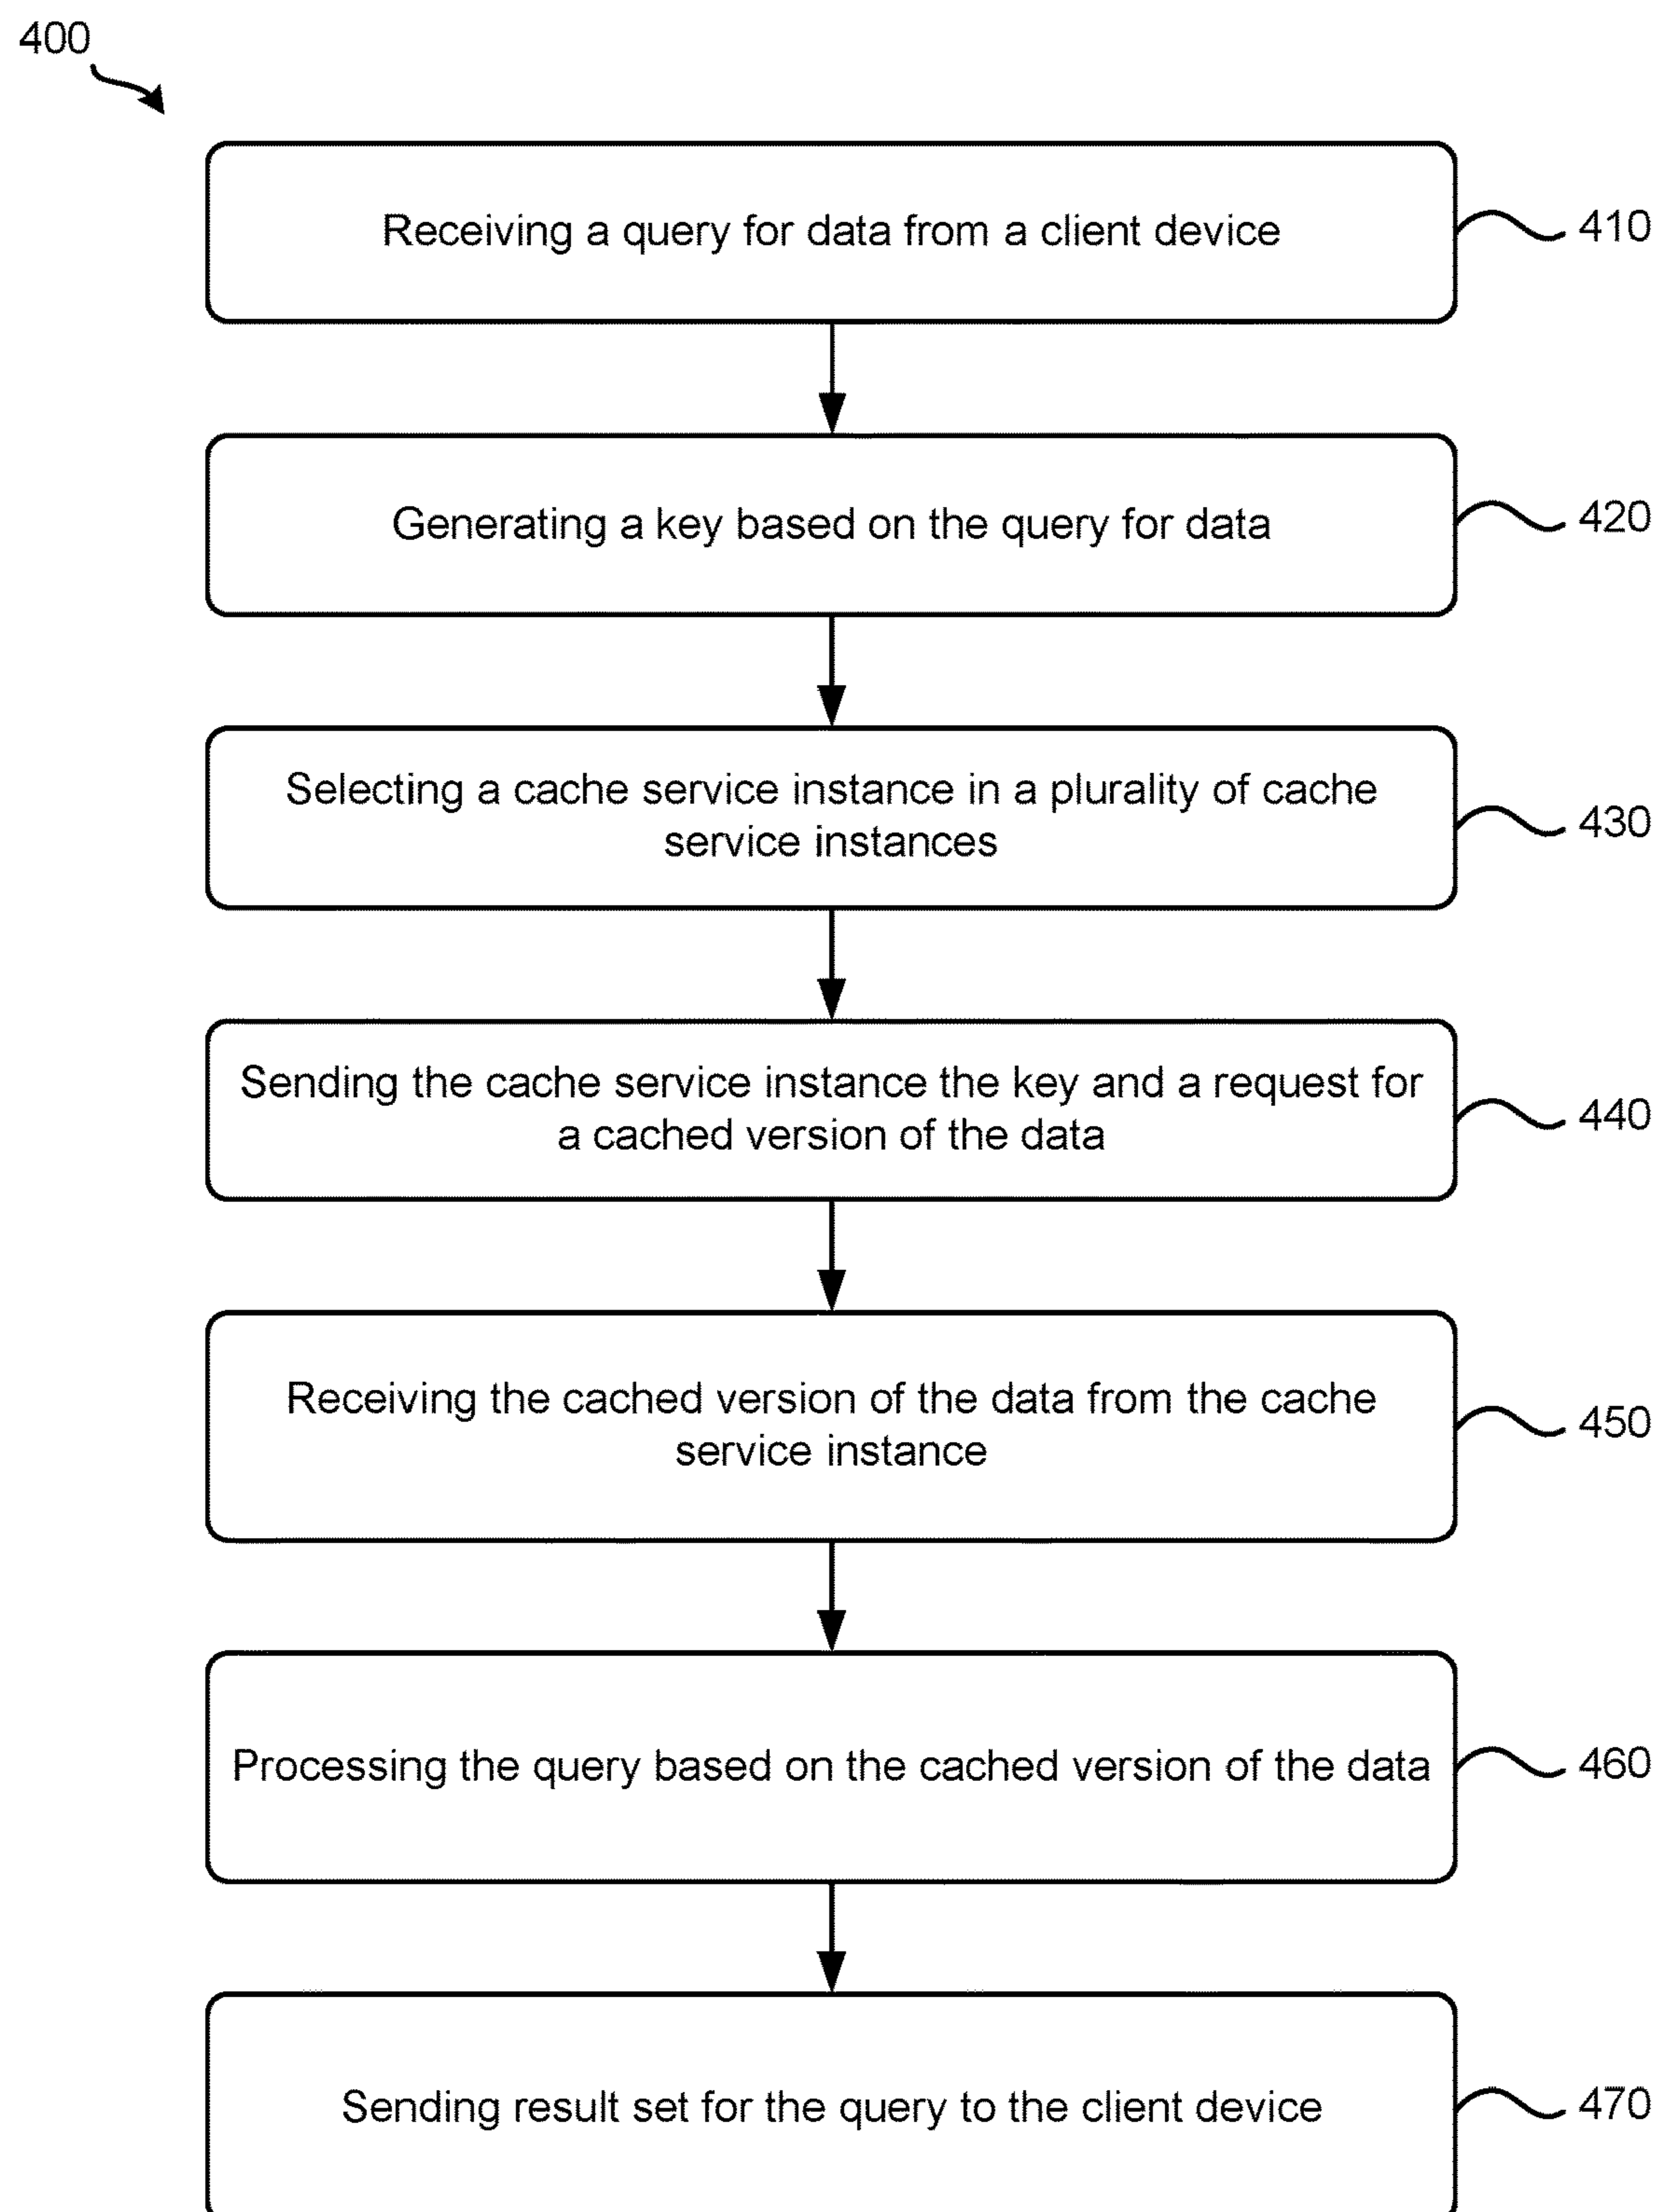 400
Receiving a query for data from a client device
410
Generating a key based on the query for data
420
Selecting a cache service instance in a plurality of cache
service instances
430
Sending the cache service instance the key and a request for
a cached version of the data
440
Receiving the cached version of the data from the cache
service instance
450
Processing the query based on the cached version of the data
460
Sending result set for the query to the client device
470